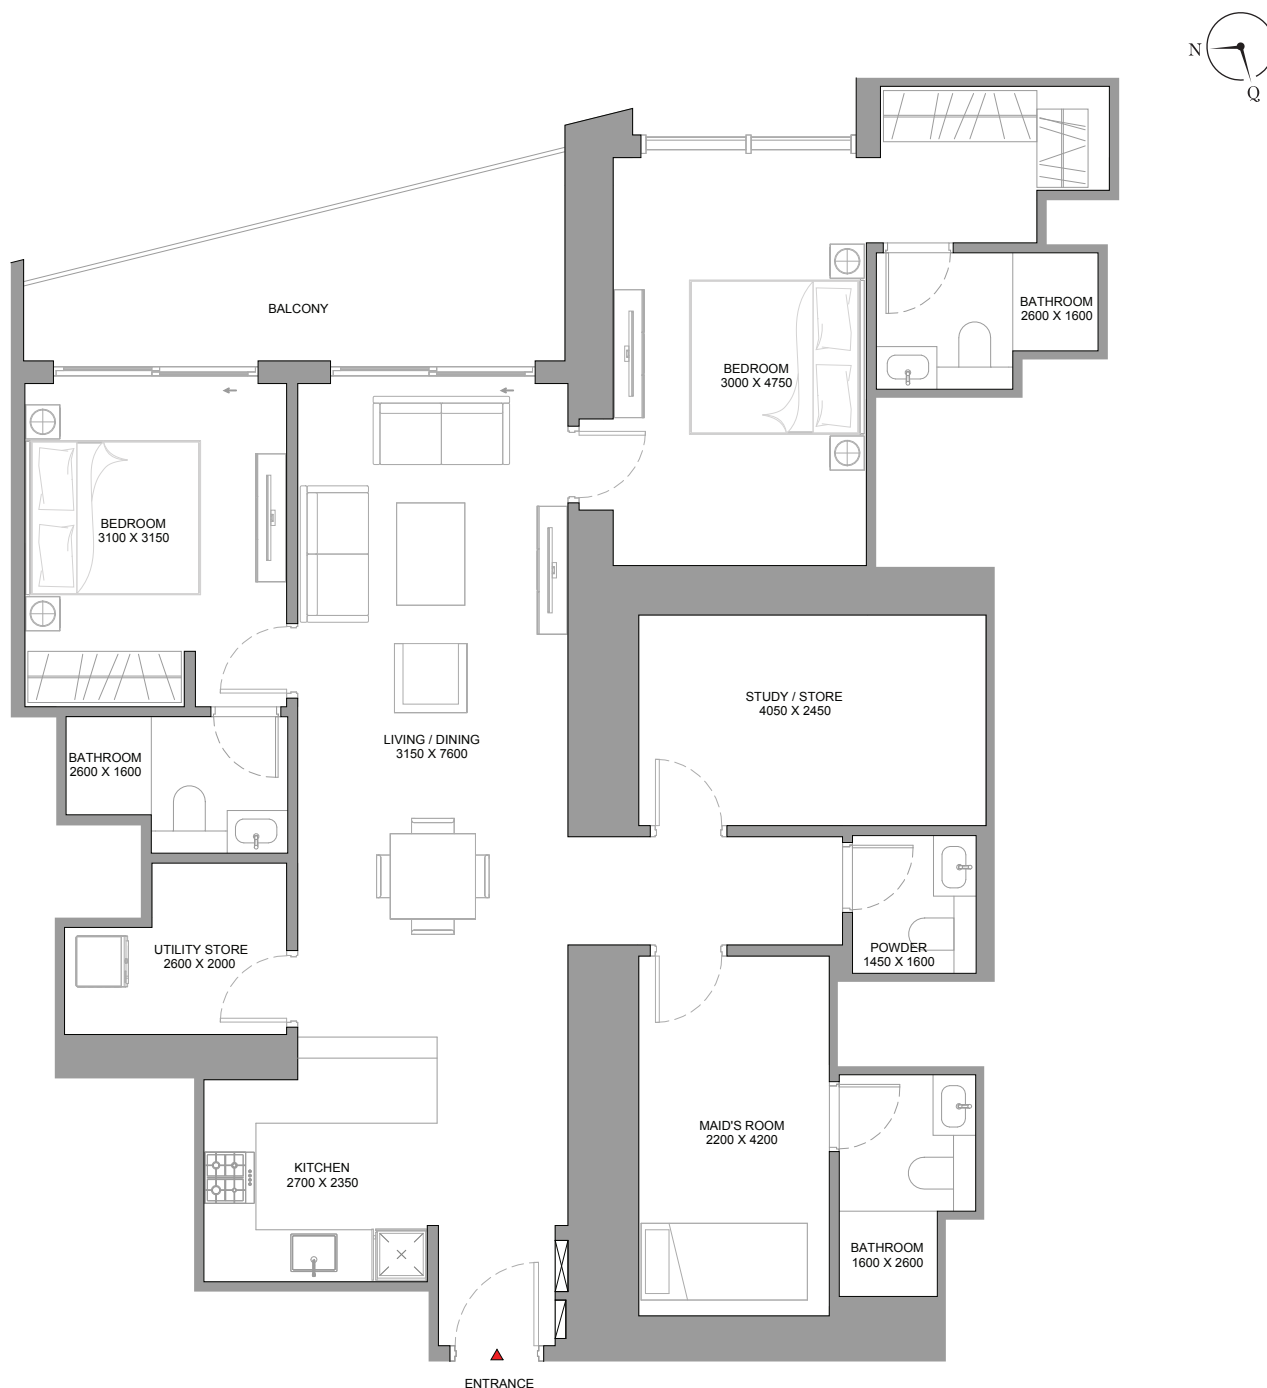 N
Q
BALCONY
BATHROOM
2600 X 1600
BEDROOM
3000 X 4750
BEDROOM
3100 X 3150
STUDY / STORE
4050 X 2450
LIVING / DINING
3150 X 7600
BATHROOM
2600 X 1600
UTILITY STORE
2600 X 2000
POWDER
1450 X 1600
MAID'S ROOM
2200 X 4200
KITCHEN
2700 X 2350
BATHROOM
1600 X 2600
ENTRANCE